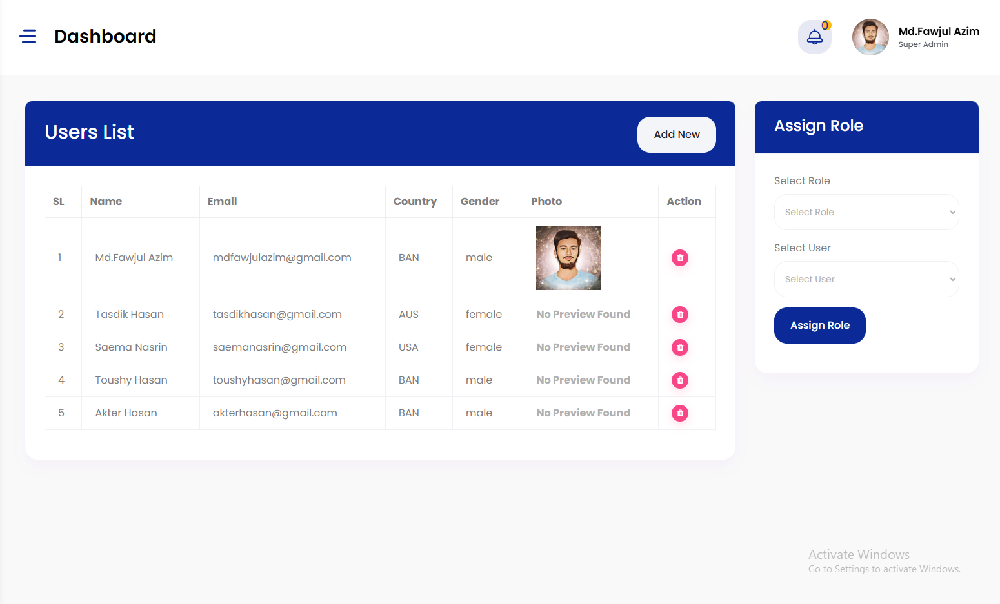 Dashboard
0
Md.Fawjul Azim
Super Admin
Users List
Add New
SL Name Email Country Gender Photo Action
1 Md.Fawjul Azim mdfawjulazim@gmail.com BAN male
2 Tasdik Hasan tasdikhasan@gmail.com AUS female No Preview Found
3 Saema Nasrin saemanasrin@gmail.com USA female No Preview Found
4 Toushy Hasan toushyhasan@gmail.com BAN male No Preview Found
5 Akter Hasan akterhasan@gmail.com BAN male No Preview Found
Assign Role
Select Role
Select Role
Select User
Select User
Assign Role
Activate Windows
Go to Settings to activate Windows.